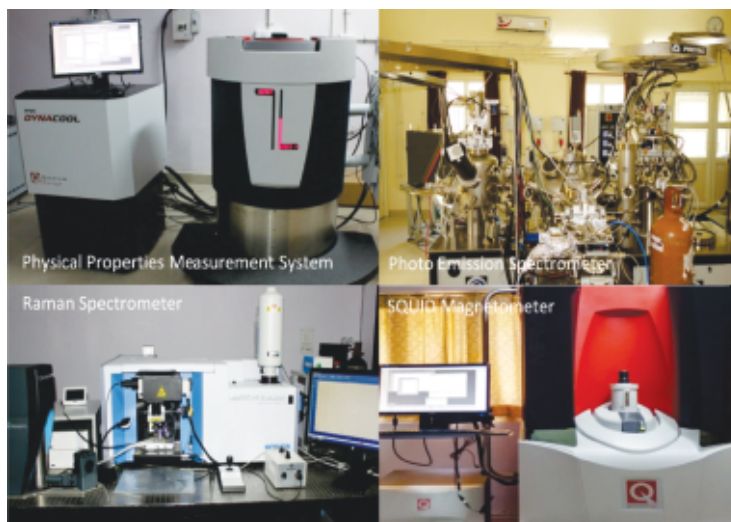 DYNACOOL
Physical Properties Measurement System
Photo Emission Spectrometer
Raman Spectrometer
SQUID Magnetometer
Q